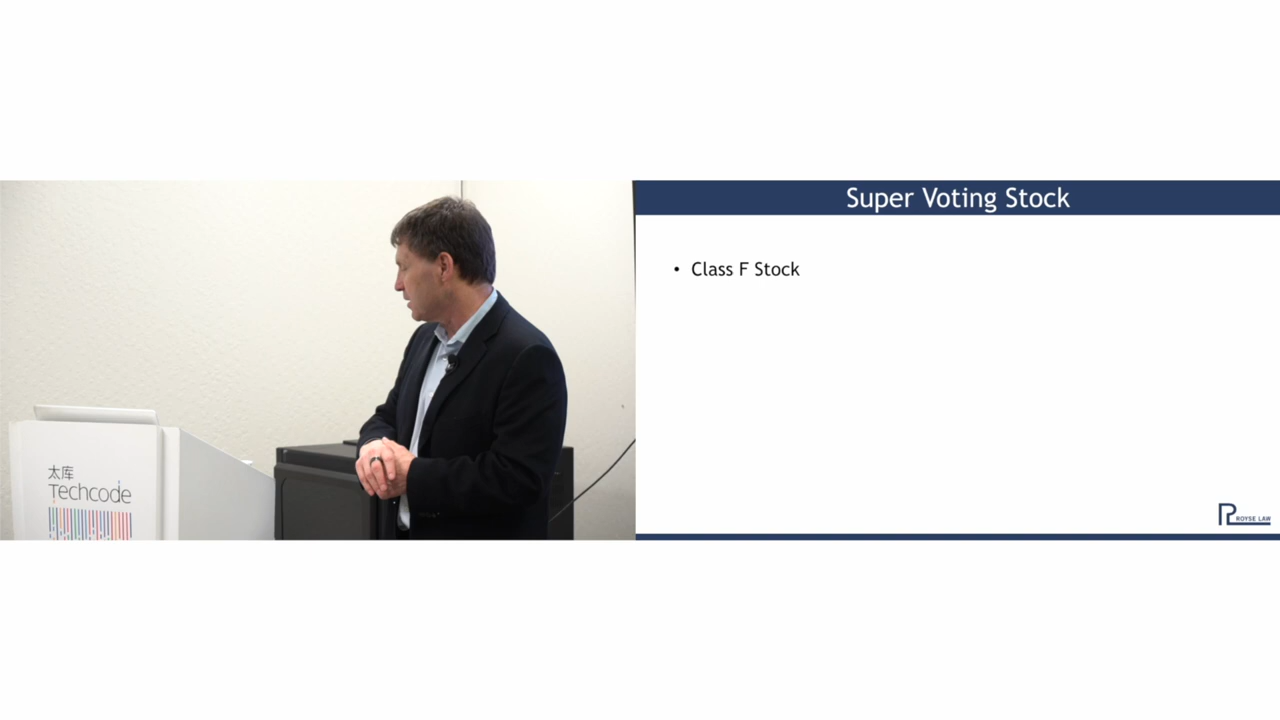 太库
Techcode
Super Voting Stock
• Class F Stock
ROYSE LAW